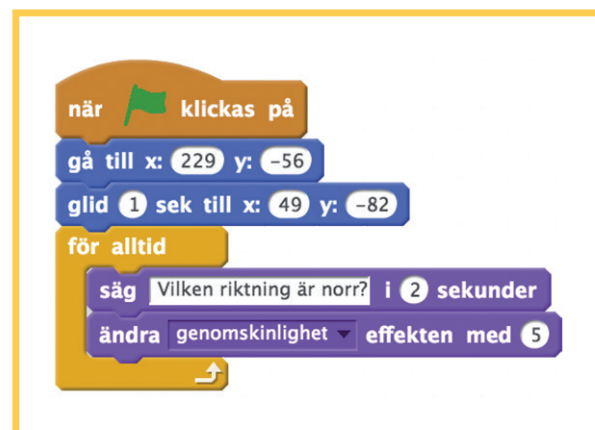 när klickas på
gå till x: 229 y: -56
glid 1 sek till x: 49 y: -82
för alltid
säg Vilken riktning är norr? i 2 sekunder
ändra genomskinlighet effekten med 5